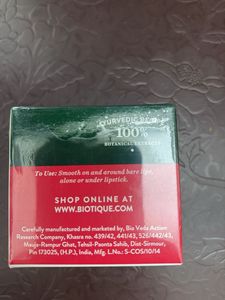 100%
BOTANICAL EXTRACTS
To Use: Smooth on and around bare lips,
alone or under lipstick.
SHOP ONLINE AT
WWW.BIOTIQUE.COM
Carefully manufactured and marketed by, Bio Veda Action
Research Company, Khasra no. 439/42, 441/43, 526/442/43,
Mauja-Rempur Ghat, Tehsil-Paonta Sahib, Dist-Sirmour,
Pin 173025, (H.P.), India, Mfg. L.No.: S-COS/10/14